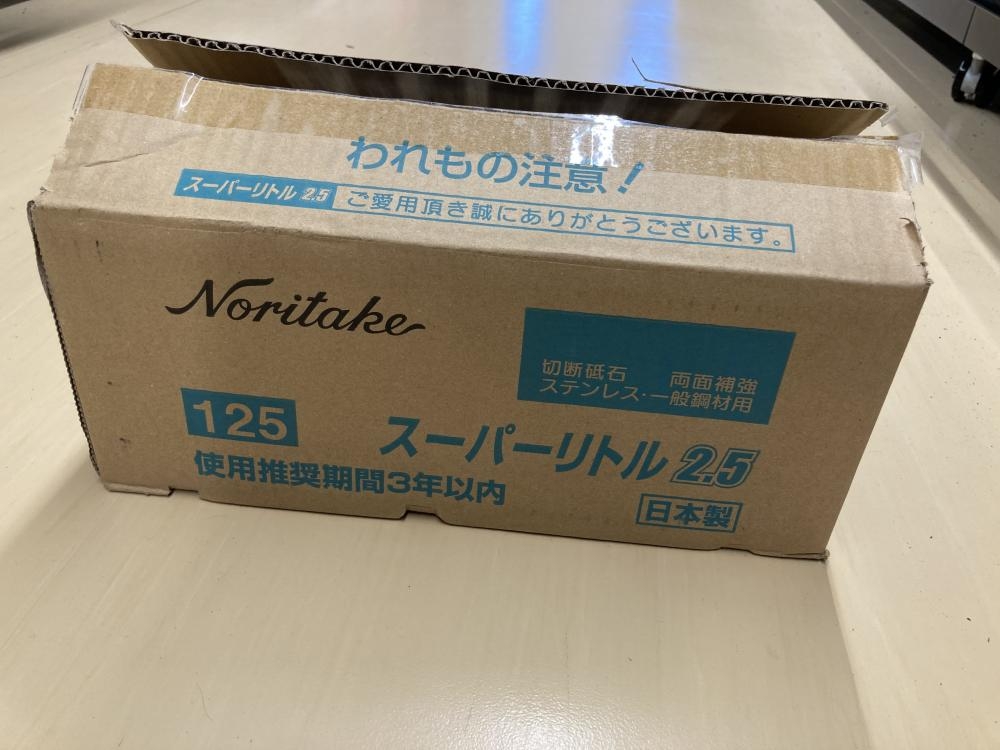 われもの注意！
スーパーリトル 2.5 ご愛用頂き誠にありがとうございます。
Noritake
切断砥石 両面補強
ステンレス・一般鋼材用
125
スーパーリトル 2.5
使用推奨期間3年以内
日本製